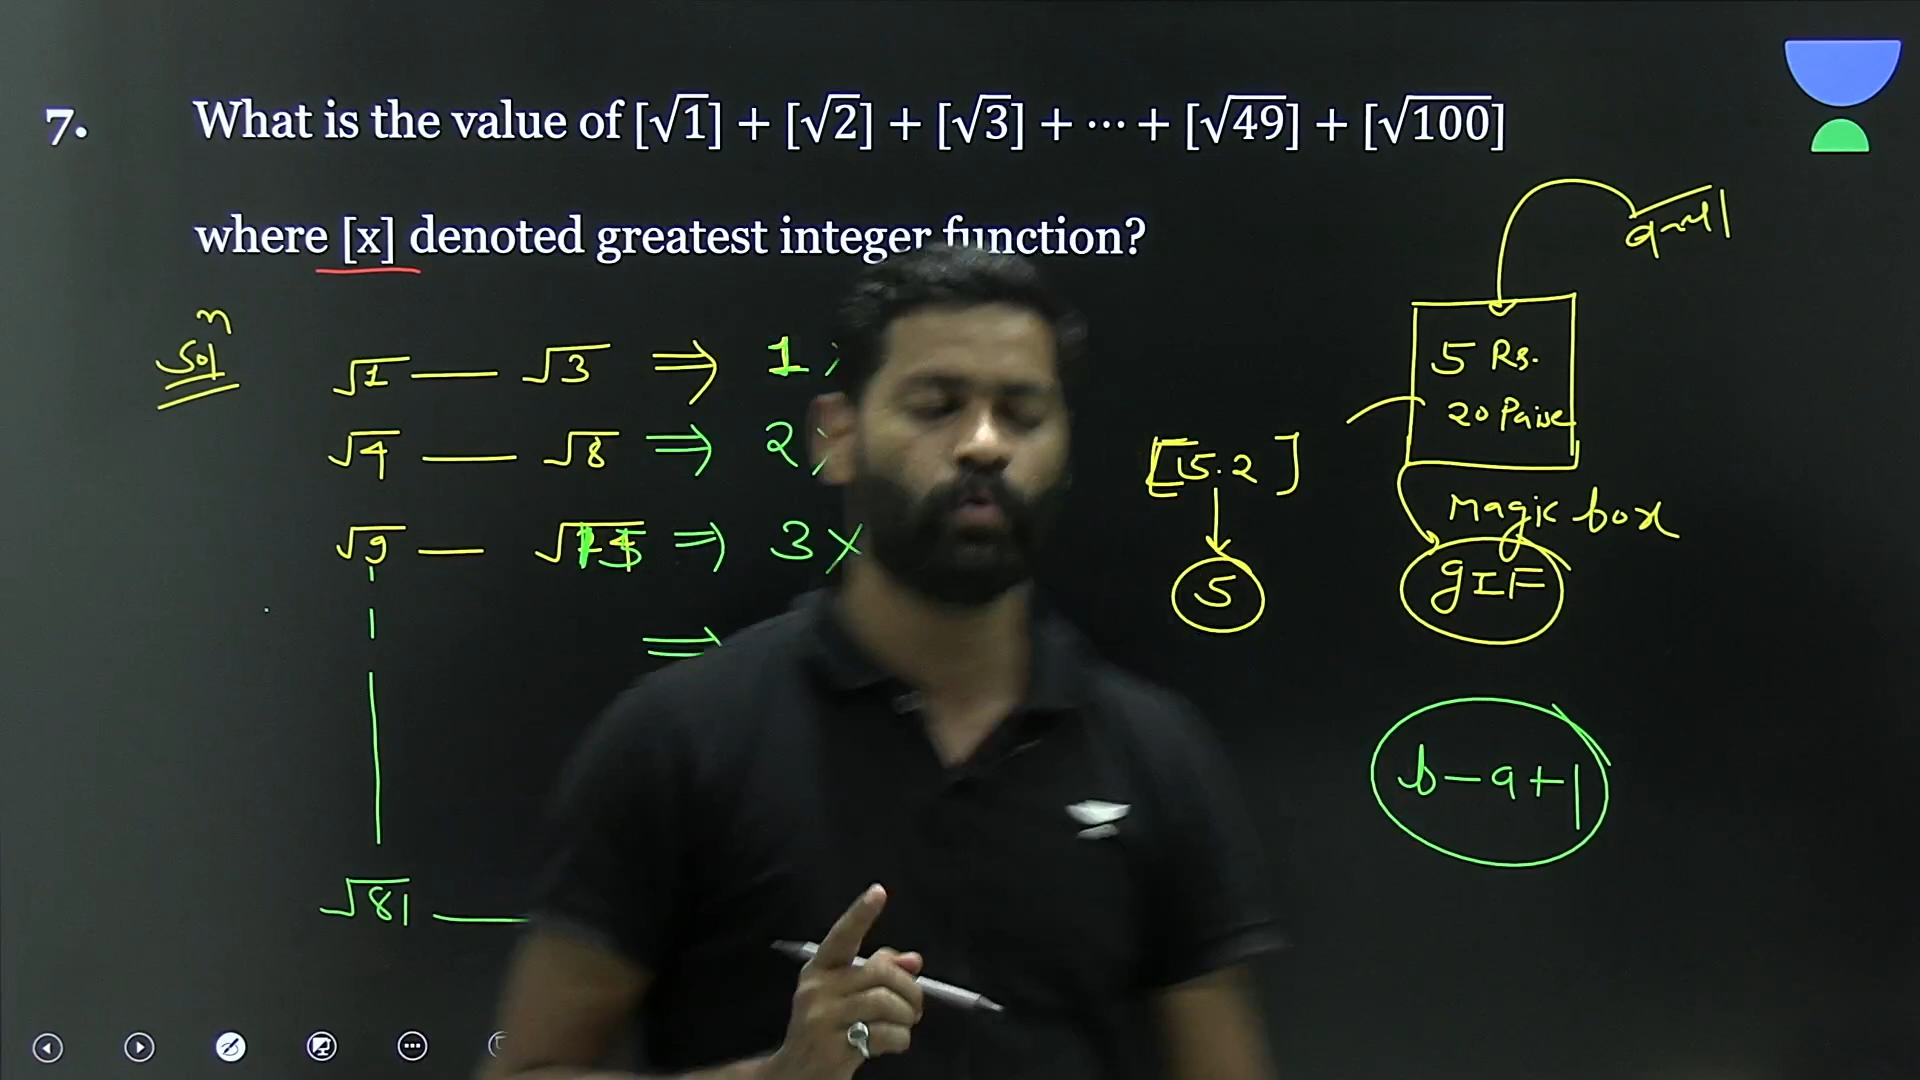 7. What is the value of [√1] + [√2] + [√3] + ⋯ + [√49] + [√100]
where [x] denoted greatest integer function?
Solⁿ
√1 — √3 ⇒ 1
√4 — √8 ⇒ 2
√9 — √15 ⇒ 3 ×
⇒
√81 —
[5.2]
5
5 Rs.
20 Paise
Magic box
GIF
b-a+1